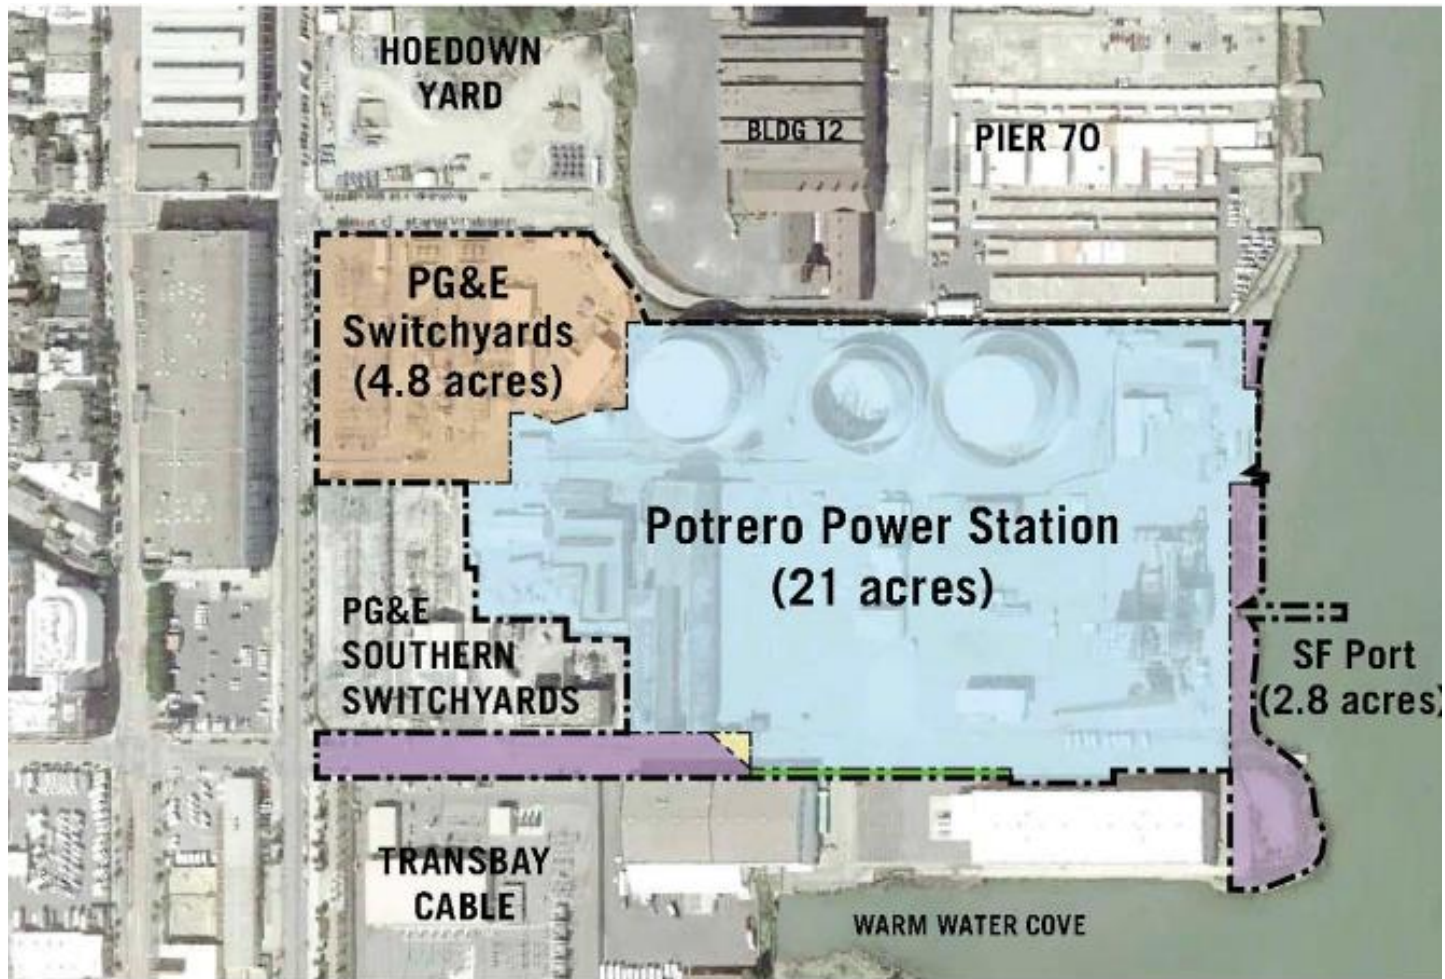 HOEDOWN
YARD
BLDG 12
PIER 70
PG&E
Switchyards
(4.8 acres)
Potrero Power Station
(21 acres)
PG&E
SOUTHERN
SWITCHYARDS
SF Port
(2.8 acres)
TRANSBAY
CABLE
WARM WATER COVE